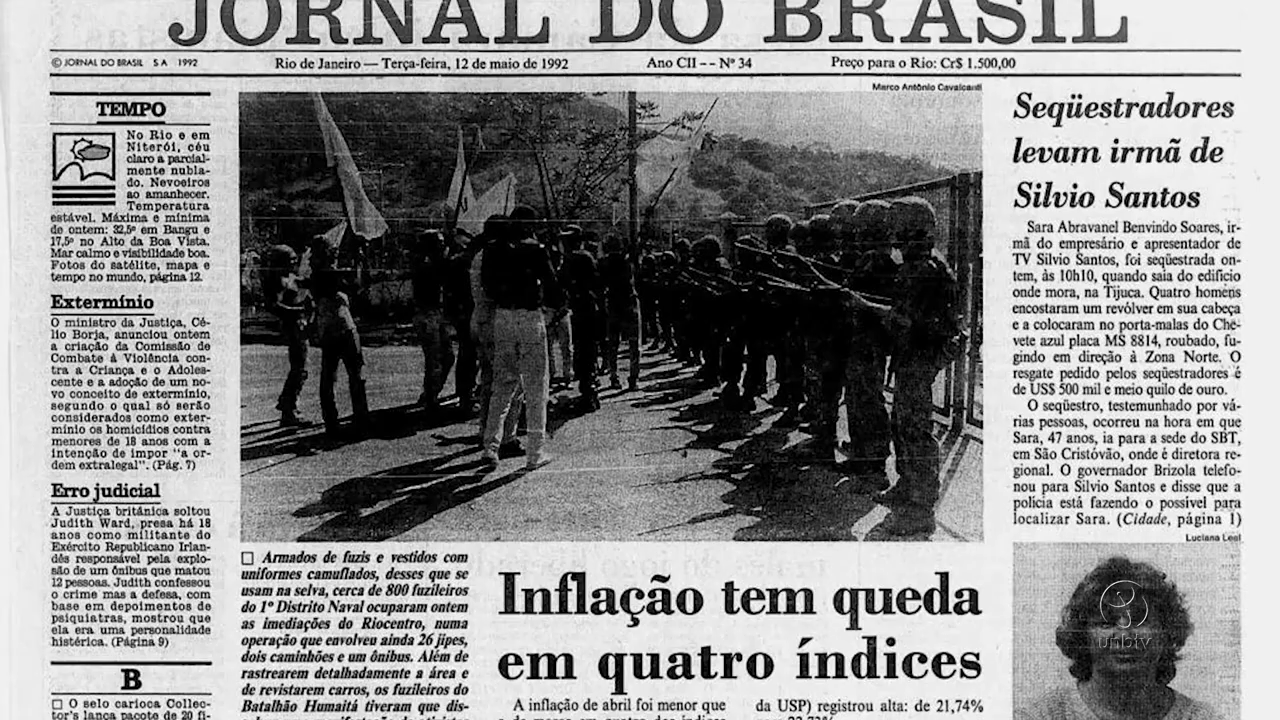 JORNAL DO BRASIL
© JORNAL DO BRASIL S A 1992
Rio de Janeiro — Terça-feira, 12 de maio de 1992
Ano CII -- Nº 34
Preço para o Rio: Cr$ 1.500,00
TEMPO
No Rio e em
Niterói, céu
claro a parcial-
mente nubla-
do. Nevoeiros
ao amanhecer.
Temperatura
estável. Máxima e mínima
de ontem: 32,5º em Bangu e
17,5º no Alto da Boa Vista.
Mar calmo e visibilidade boa.
Fotos do satélite, mapa e
tempo no mundo, página 12.
Extermínio
O ministro da Justiça, Cé-
lio Borja, anunciou ontem
a criação da Comissão de
Combate à Violência con-
tra a Criança e o Adoles-
cente e a adoção de um no-
vo conceito de extermínio,
segundo o qual só serão
considerados como exter-
mínio os homicídios contra
menores de 18 anos com a
intenção de impor "a or-
dem extralegal". (Pág. 7)
Erro judicial
A Justiça britânica soltou
Judith Ward, presa há 18
anos como militante do
Exército Republicano Irlan-
dês responsável pela explo-
são de um ônibus que matou
12 pessoas. Judith confessou
o crime mas a defesa, com
base em depoimentos de
psiquiatras, mostrou que
ela era uma personalidade
histérica. (Página 9)
B
□ O selo carioca Collec-
tor's lança pacote de 20 fi-
Marco Antônio Cavalcanti
□ Armados de fuzis e vestidos com
uniformes camuflados, desses que se
usam na selva, cerca de 800 fuzileiros
do 1º Distrito Naval ocuparam ontem
as imediações do Riocentro, numa
operação que envolveu ainda 26 jipes,
dois caminhões e um ônibus. Além de
rastrearem detalhadamente a área e
de revistarem carros, os fuzileiros do
Batalhão Humaitá tiveram que dis-
Inflação tem queda
em quatro índices
A inflação de abril foi menor que
da USP) registrou alta: de 21,74%
Seqüestradores
levam irmã de
Silvio Santos
Sara Abravanel Benvindo Soares, ir-
mã do empresário e apresentador de
TV Silvio Santos, foi seqüestrada on-
tem, às 10h10, quando saía do edifício
onde mora, na Tijuca. Quatro homens
encostaram um revólver em sua cabeça
e a colocaram no porta-malas do Che-
vete azul placa MS 8814, roubado, fu-
gindo em direção à Zona Norte. O
resgate pedido pelos seqüestradores é
de US$ 500 mil e meio quilo de ouro.
O seqüestro, testemunhado por vá-
rias pessoas, ocorreu na hora em que
Sara, 47 anos, ia para a sede do SBT,
em São Cristóvão, onde é diretora re-
gional. O governador Brizola telefo-
nou para Silvio Santos e disse que a
polícia está fazendo o possível para
localizar Sara. (Cidade, página 1)
Luciana Leal
unbtv